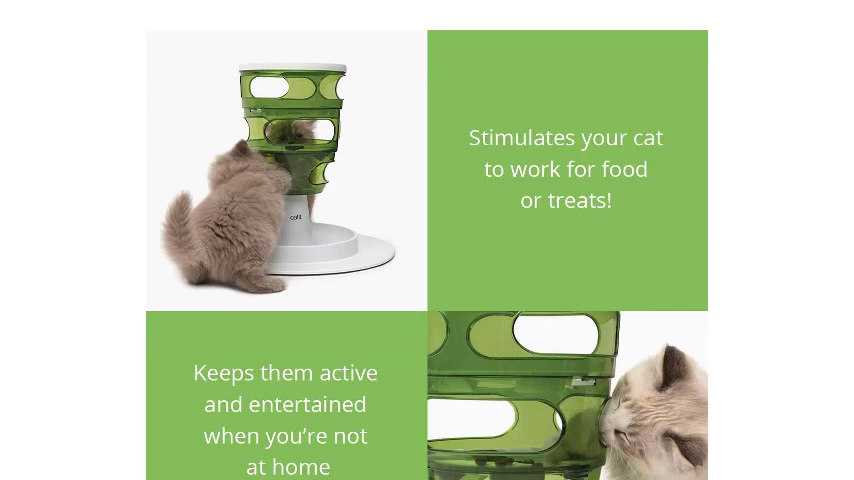 catit
Stimulates your cat
to work for food
or treats!
Keeps them active
and entertained
when you’re not
at home